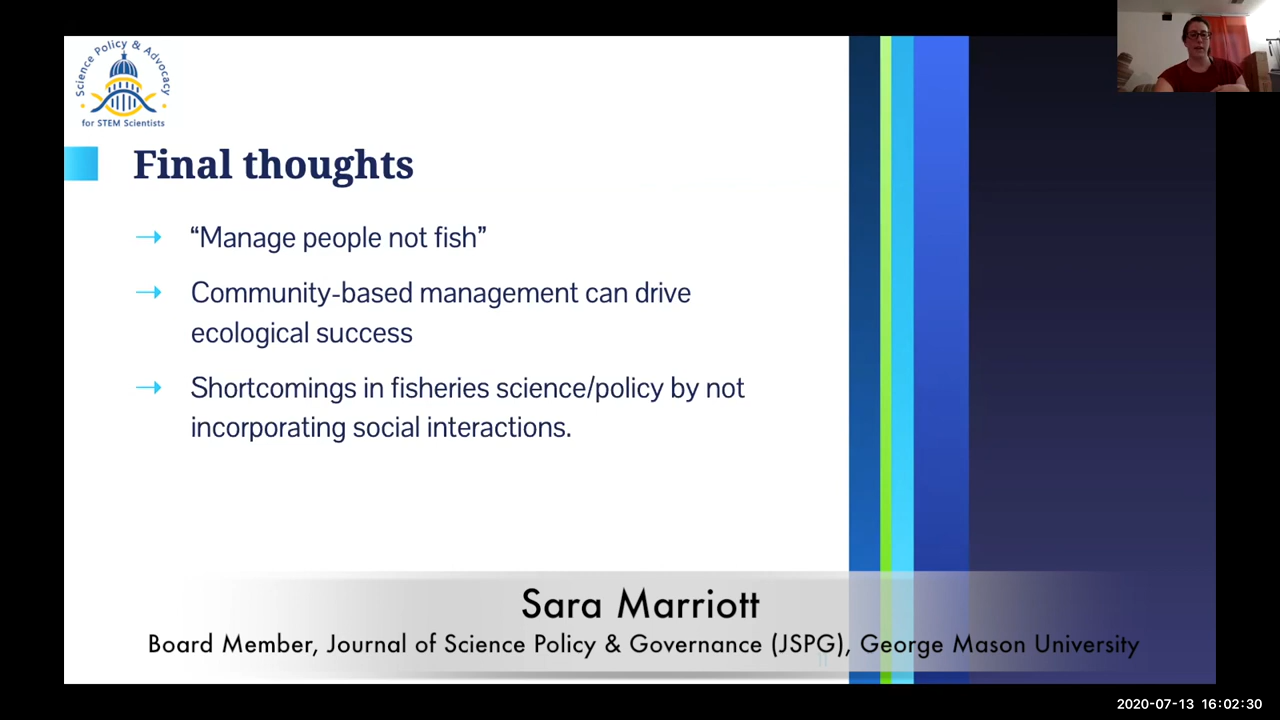 Science Policy & Advocacy
for STEM Scientists
Final thoughts
→ “Manage people not fish”
→ Community-based management can drive
ecological success
→ Shortcomings in fisheries science/policy by not
incorporating social interactions.
Sara Marriott
Board Member, Journal of Science Policy & Governance (JSPG), George Mason University
11
2020-07-13 16:02:30